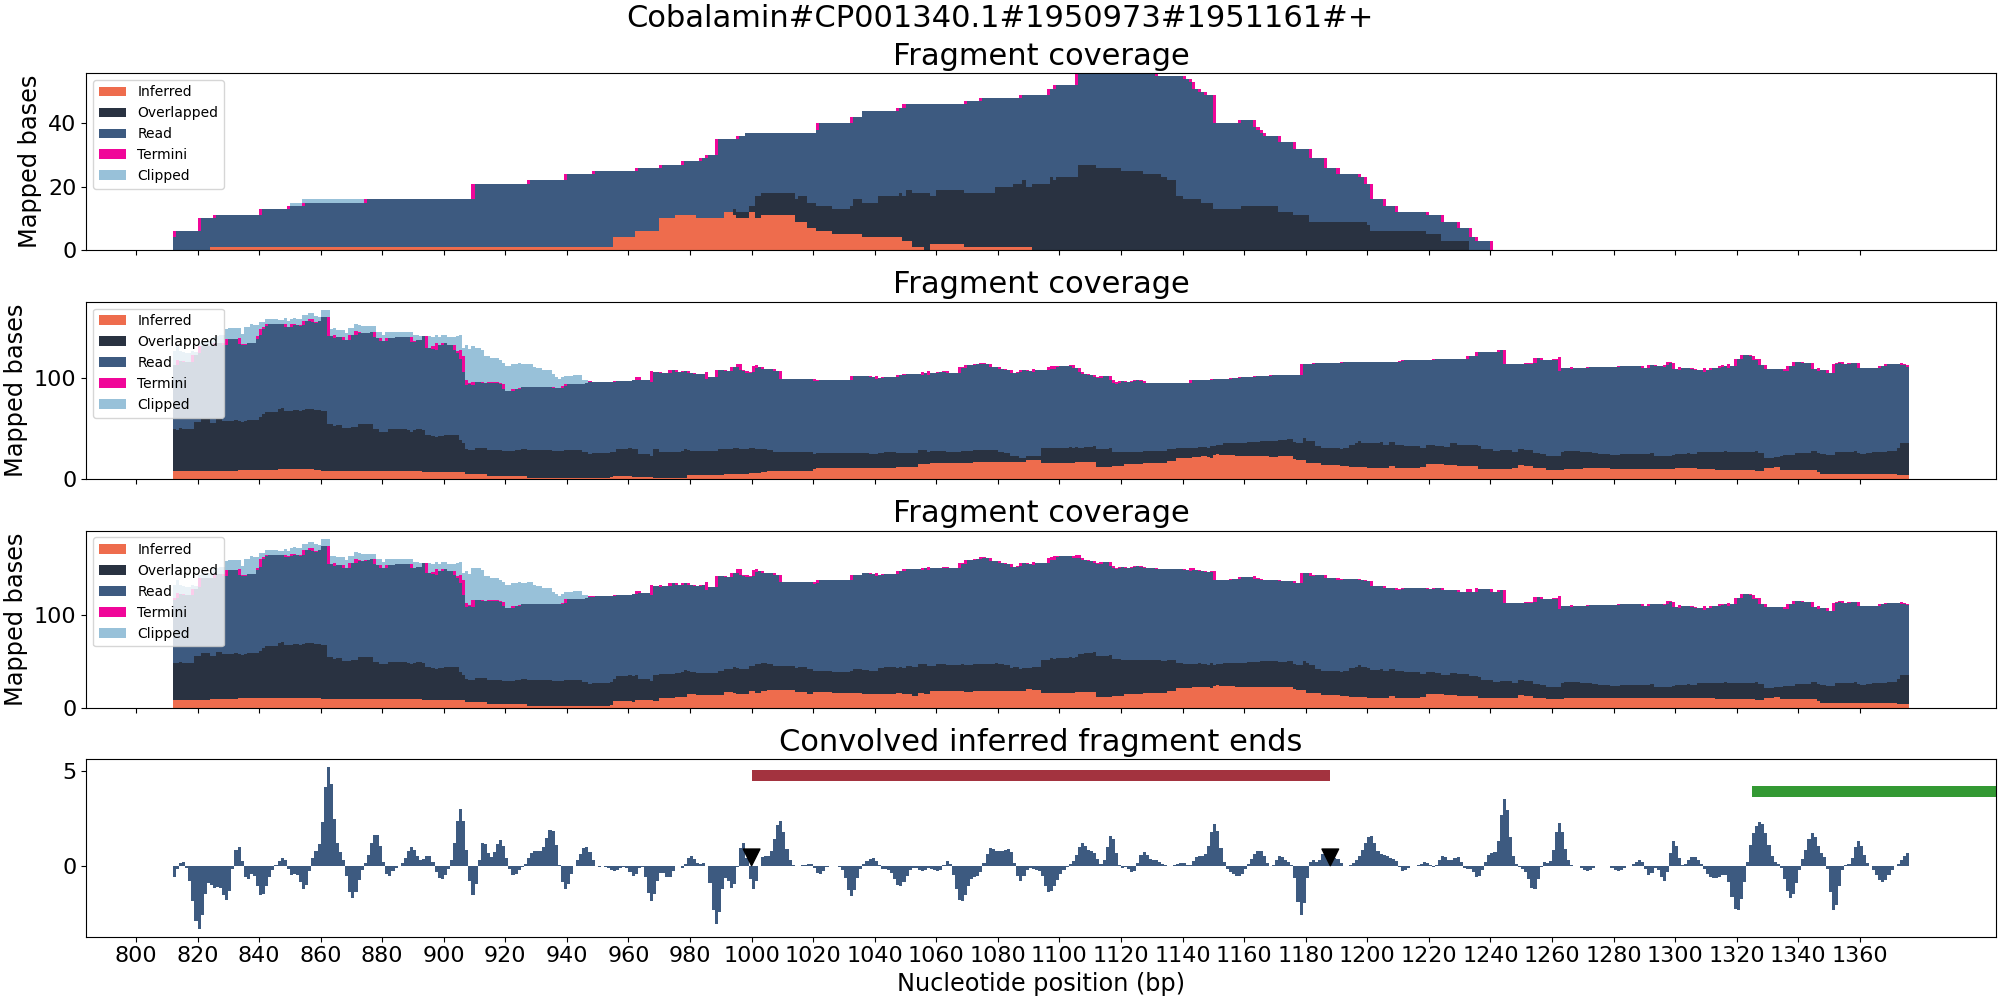 Cobalamin#CP001340.1#1950973#1951161#+
Fragment coverage
Mapped bases
40
20
0
Inferred
Overlapped
Read
Termini
Clipped
Fragment coverage
Mapped bases
100
0
Inferred
Overlapped
Read
Termini
Clipped
Fragment coverage
Mapped bases
100
0
Inferred
Overlapped
Read
Termini
Clipped
Convolved inferred fragment ends
5
0
800 820 840 860 880 900 920 940 960 980 1000 1020 1040 1060 1080 1100 1120 1140 1160 1180 1200 1220 1240 1260 1280 1300 1320 1340 1360
Nucleotide position (bp)